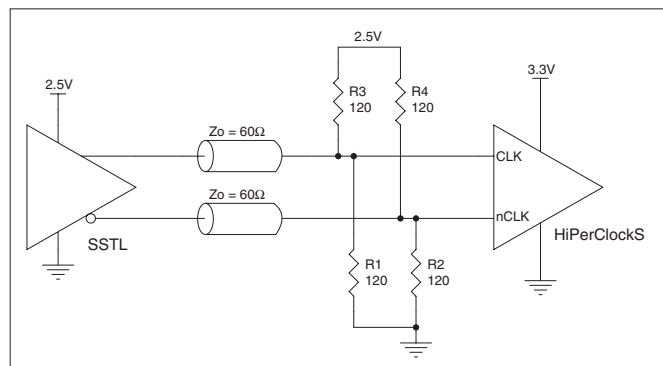 2.5V
2.5V
3.3V
R3
120
R4
120
Zo = 60Ω
CLK
Zo = 60Ω
nCLK
SSTL
HiPerClockS
R1
120
R2
120